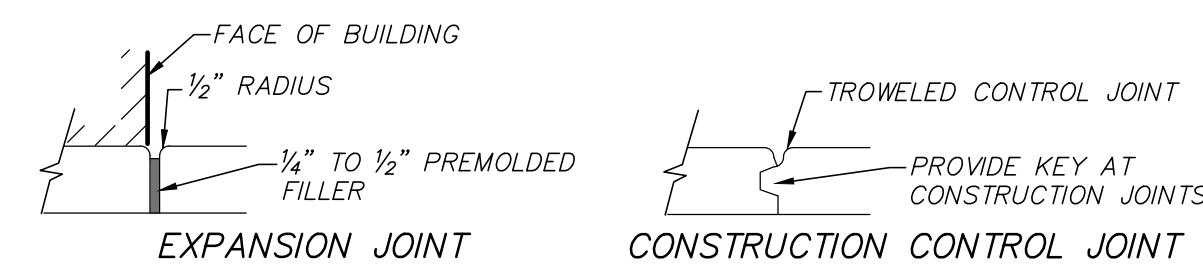 FACE OF BUILDING
½" RADIUS
¼" TO ½" PREMOLDED
FILLER
EXPANSION JOINT
TROWELED CONTROL JOINT
PROVIDE KEY AT
CONSTRUCTION JOINTS
CONSTRUCTION CONTROL JOINT